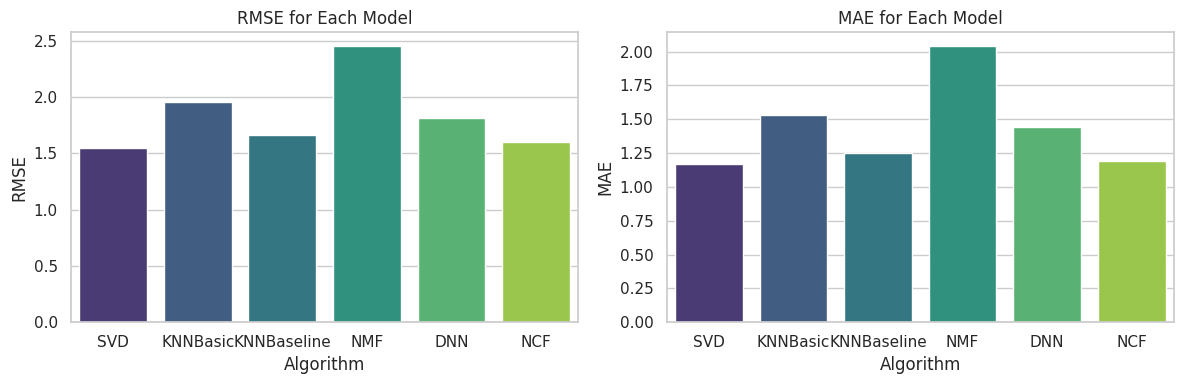 RMSE for Each Model
2.5
2.0
1.5
1.0
0.5
0.0
RMSE
SVD KNNBasic KNNBaseline NMF DNN NCF
Algorithm
MAE for Each Model
2.00
1.75
1.50
1.25
1.00
0.75
0.50
0.25
0.00
MAE
SVD KNNBasic KNNBaseline NMF DNN NCF
Algorithm